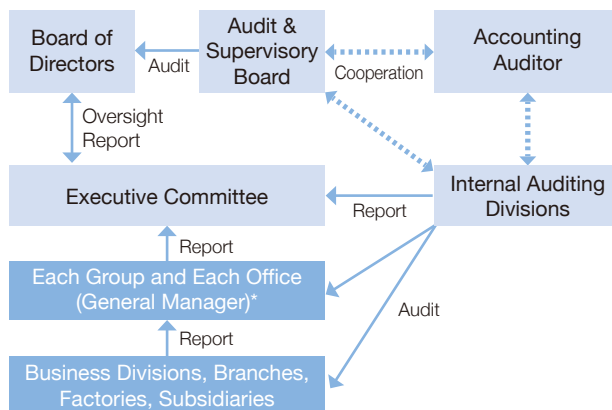 Board of
Directors
Audit
Audit &
Supervisory
Board
Cooperation
Accounting
Auditor
Oversight
Report
Executive Committee
Report
Internal Auditing
Divisions
Report
Each Group and Each Office
(General Manager)*
Audit
Report
Business Divisions, Branches,
Factories, Subsidiaries